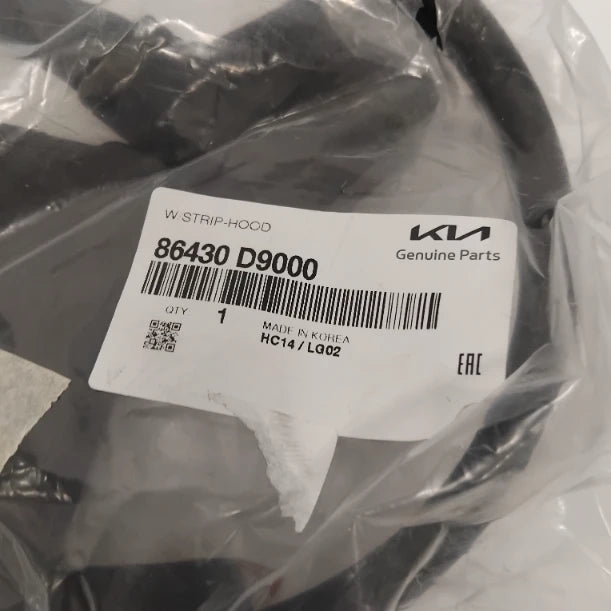 W STRIP-HOOD
KIA
Genuine Parts
86430 D9000
QTY 1
MADE IN KOREA
HC14 / LG02
EAC